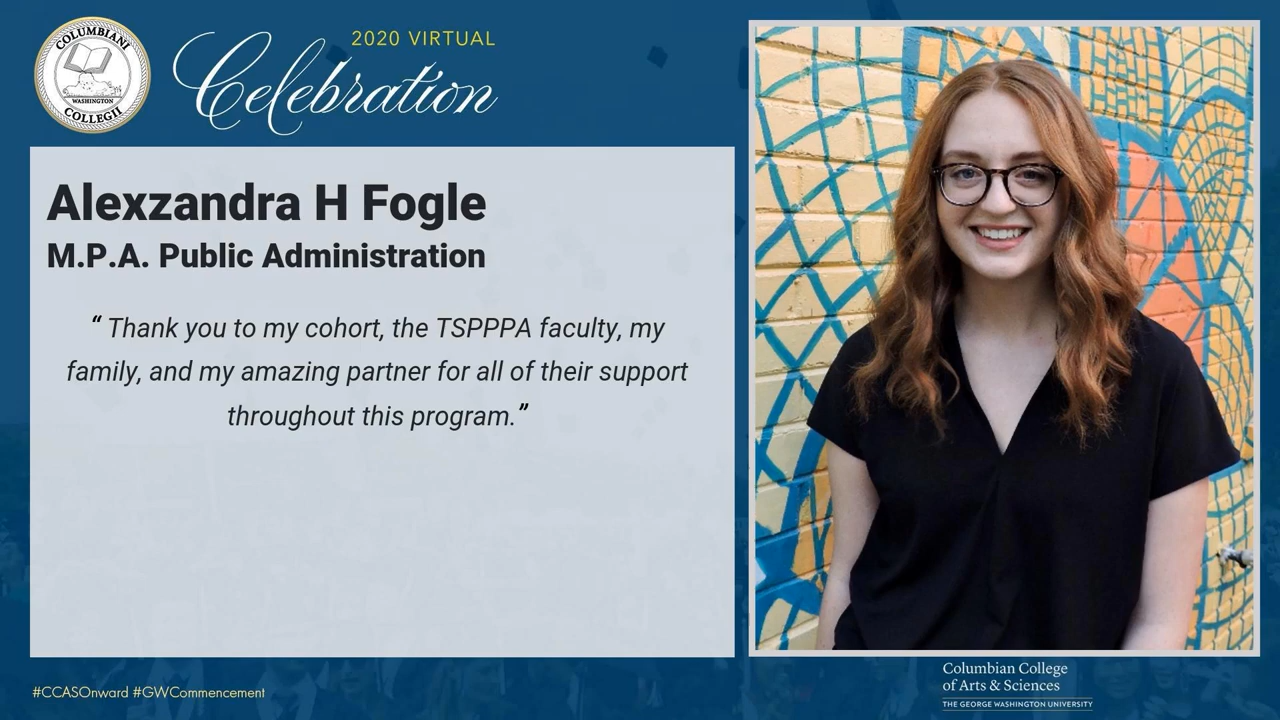 COLUMBIANI
WASHINGTON
COLLEGII
2020 VIRTUAL
Celebration
Alexzandra H Fogle
M.P.A. Public Administration
“ Thank you to my cohort, the TSPPPA faculty, my
family, and my amazing partner for all of their support
throughout this program.”
#CCASOnward #GWCommencement
Columbian College
of Arts & Sciences
THE GEORGE WASHINGTON UNIVERSITY